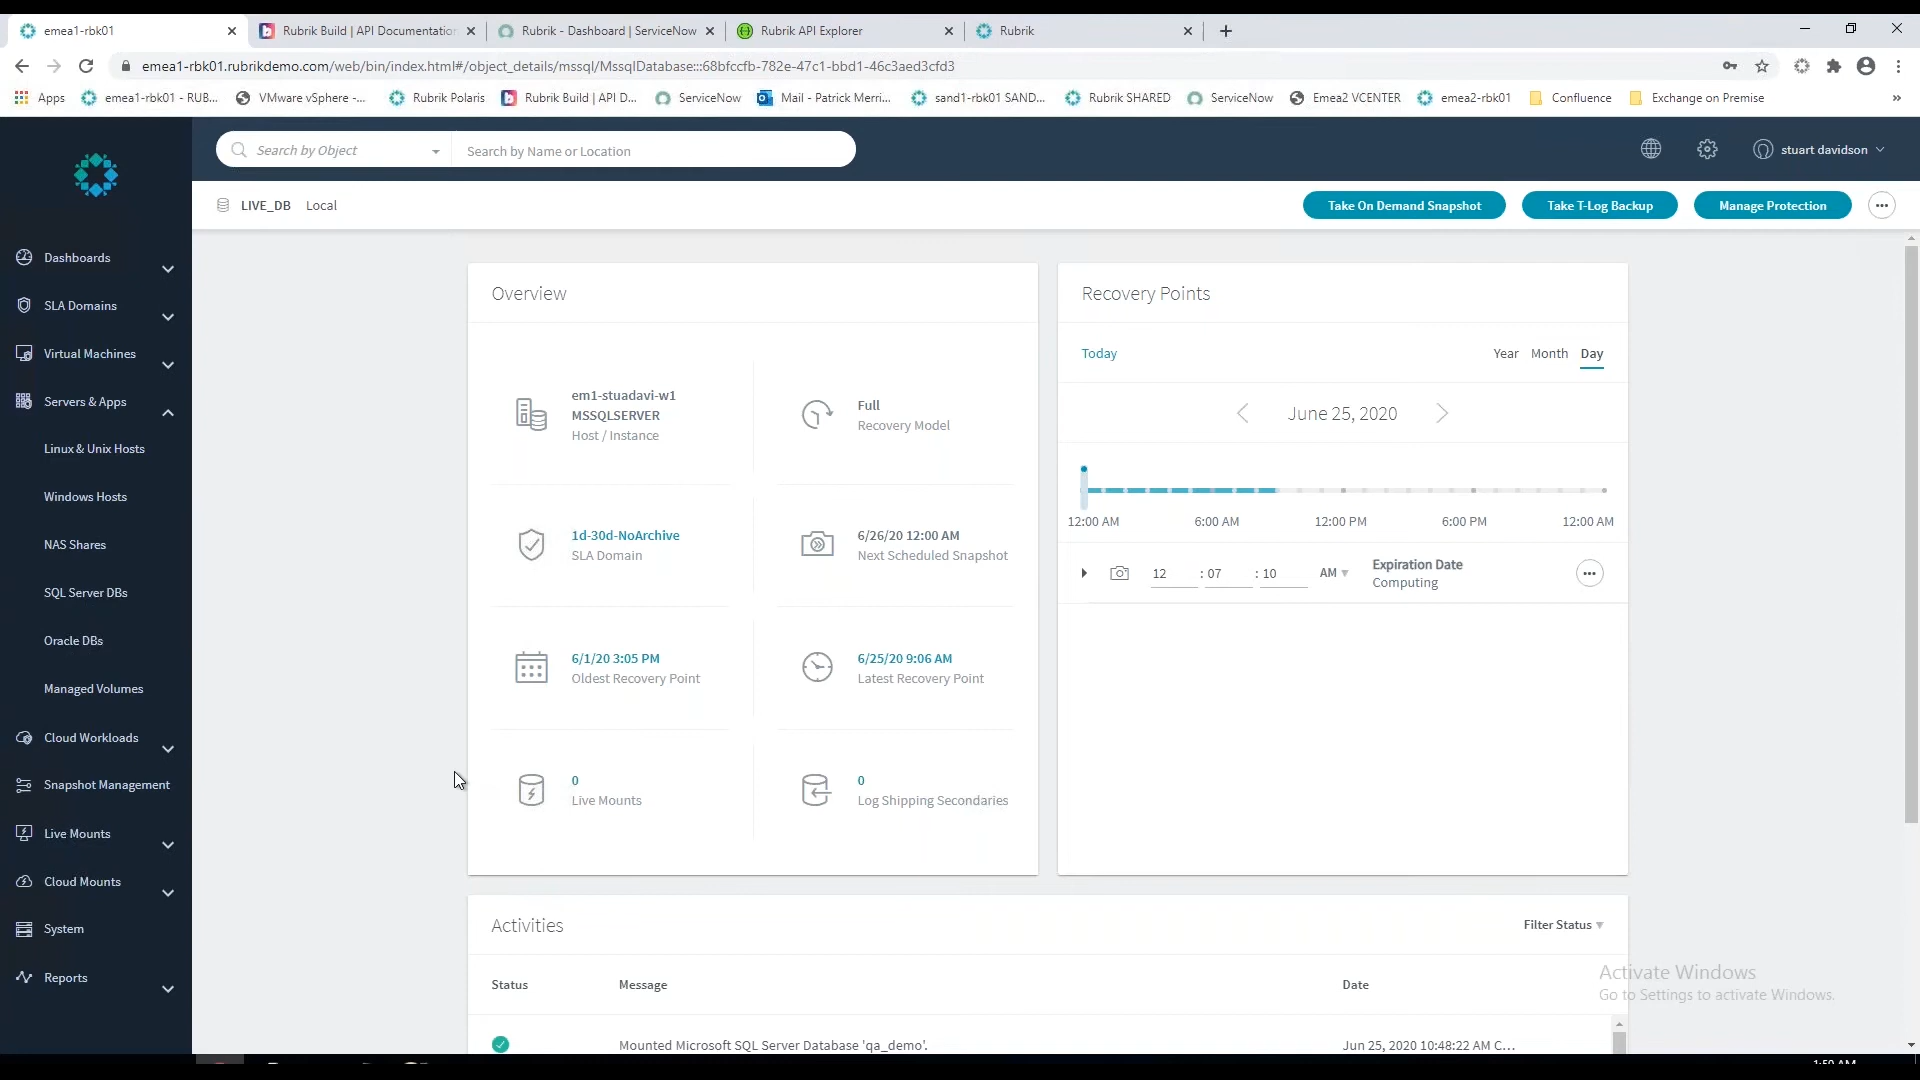 emea1-rbk01
Rubrik Build | API Documentation
Rubrik - Dashboard | ServiceNow
Rubrik API Explorer
Rubrik
emea1-rbk01.rubrikdemo.com/web/bin/index.html#/object_details/mssql/MssqlDatabase:::68bfccfb-782e-47c1-bbd1-46c3aed3cfd3
Apps
emea1-rbk01 - RUB...
VMware vSphere -...
Rubrik Polaris
Rubrik Build | API D...
ServiceNow
Mail - Patrick Merri...
sand1-rbk01 SAND...
Rubrik SHARED
ServiceNow
Emea2 VCENTER
emea2-rbk01
Confluence
Exchange on Premise
»
Search by Object
Search by Name or Location
stuart davidson
LIVE_DB Local
Take On Demand Snapshot
Take T-Log Backup
Manage Protection
Dashboards
SLA Domains
Virtual Machines
Servers & Apps
Linux & Unix Hosts
Windows Hosts
NAS Shares
SQL Server DBs
Oracle DBs
Managed Volumes
Cloud Workloads
Snapshot Management
Live Mounts
Cloud Mounts
System
Reports
Overview
em1-stuadavi-w1
MSSQLSERVER
Host / Instance
Full
Recovery Model
1d-30d-NoArchive
SLA Domain
6/26/20 12:00 AM
Next Scheduled Snapshot
6/1/20 3:05 PM
Oldest Recovery Point
6/25/20 9:06 AM
Latest Recovery Point
0
Live Mounts
0
Log Shipping Secondaries
Recovery Points
Today
Year Month Day
June 25, 2020
12:00 AM 6:00 AM 12:00 PM 6:00 PM 12:00 AM
12 : 07 : 10 AM
Expiration Date
Computing
Activities
Filter Status
Status Message Date
Mounted Microsoft SQL Server Database 'qa_demo'. Jun 25, 2020 10:48:22 AM C...
Activate Windows
Go to Settings to activate Windows.